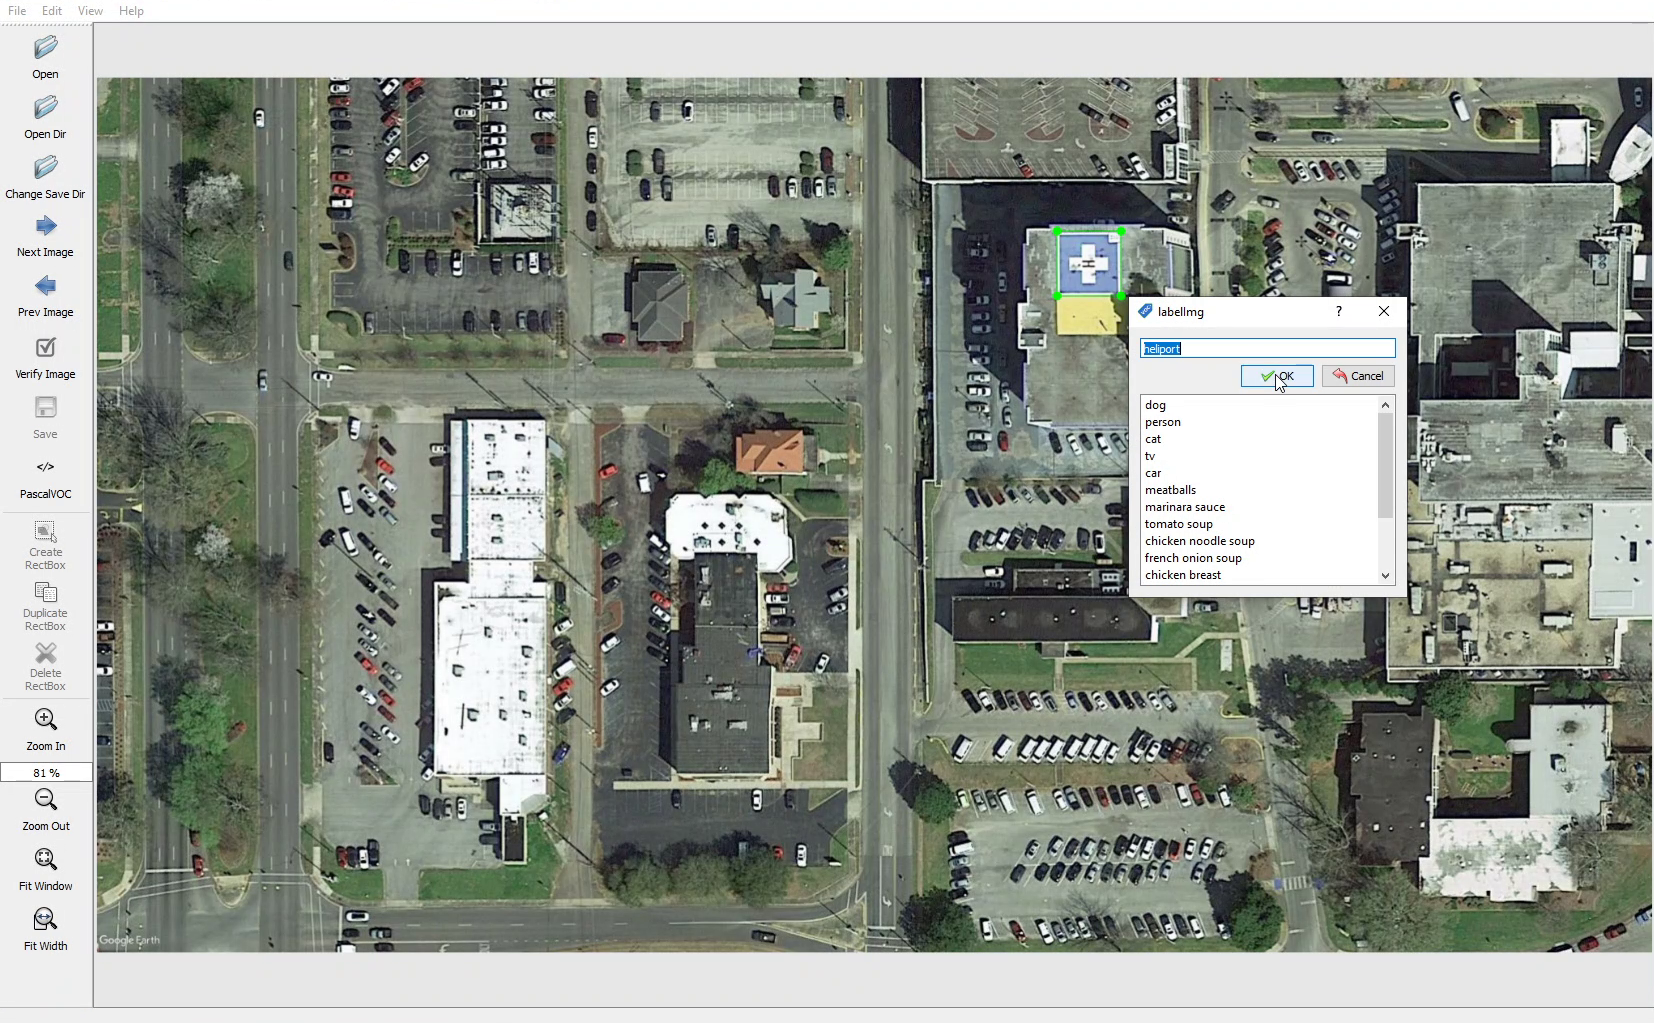 File Edit View Help
Open
Open Dir
Change Save Dir
Next Image
Prev Image
Verify Image
Save
</>
PascalVOC
Create
RectBox
Duplicate
RectBox
Delete
RectBox
Zoom In
81 %
Zoom Out
Fit Window
Fit Width
H
labelImg
?
heliport
OK
Cancel
dog
person
cat
tv
car
meatballs
marinara sauce
tomato soup
chicken noodle soup
french onion soup
chicken breast
Google Earth